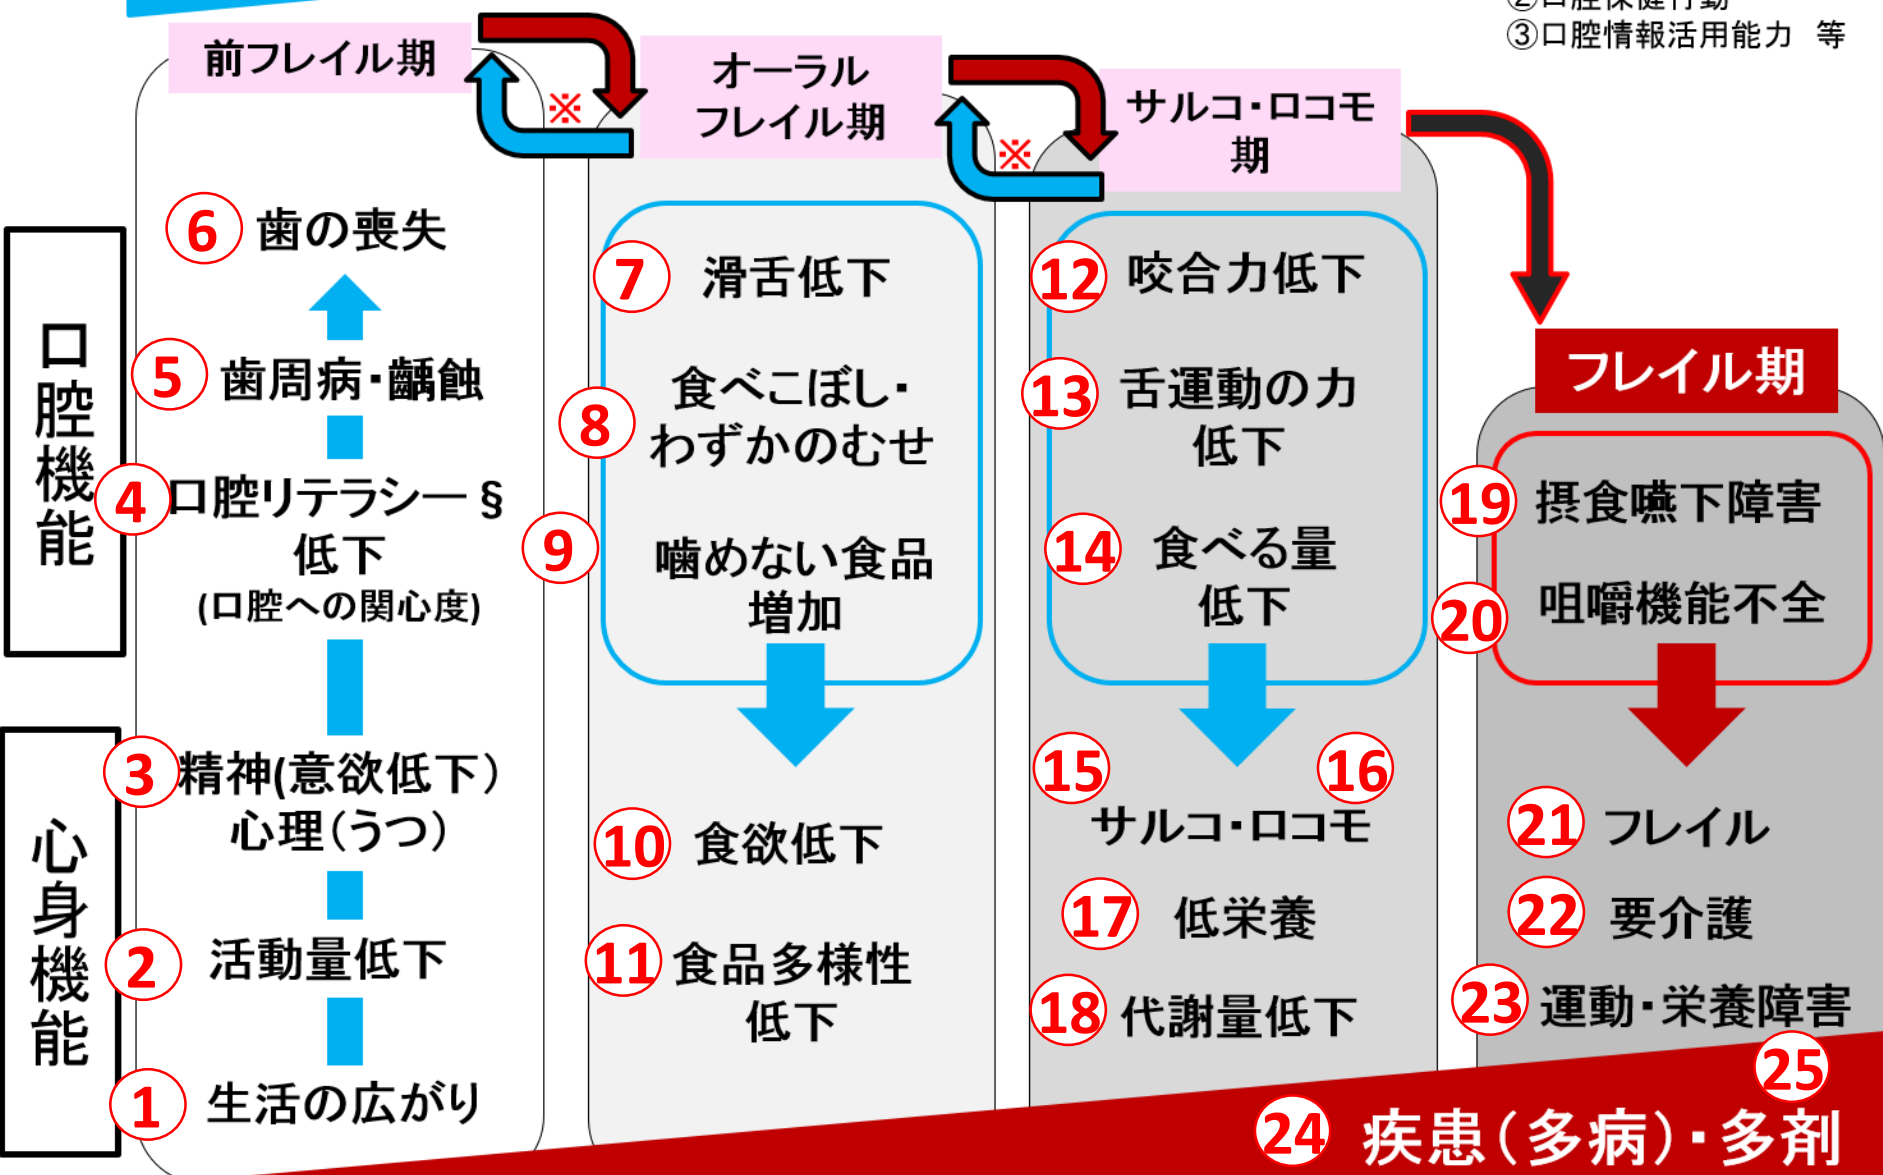 ②口腔保健行動
③口腔情報活用能力 等
前フレイル期
※
オーラル
フレイル期
※
サルコ・ロコモ
期
フレイル期
口腔機能
⑥ 歯の喪失
⑤ 歯周病・齲蝕
④ 口腔リテラシー§
低下
(口腔への関心度)
心身機能
③ 精神(意欲低下)
心理(うつ)
② 活動量低下
① 生活の広がり
⑦ 滑舌低下
⑧ 食べこぼし・
わずかのむせ
⑨ 噛めない食品
増加
⑩ 食欲低下
⑪ 食品多様性
低下
⑫ 咬合力低下
⑬ 舌運動の力
低下
⑭ 食べる量
低下
⑮ ⑯
サルコ・ロコモ
⑰ 低栄養
⑱ 代謝量低下
⑲ 摂食嚥下障害
⑳ 咀嚼機能不全
㉑ フレイル
㉒ 要介護
㉓ 運動・栄養障害
㉕
㉔ 疾患(多病)・多剤